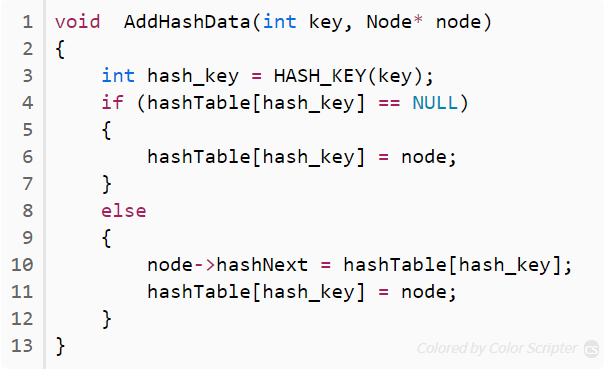 1 void  AddHashData(int key, Node* node)
2 {
3     int hash_key = HASH_KEY(key);
4     if (hashTable[hash_key] == NULL)
5     {
6         hashTable[hash_key] = node;
7     }
8     else
9     {
10         node->hashNext = hashTable[hash_key];
11         hashTable[hash_key] = node;
12     }
13 }
Colored by Color Scripter cs